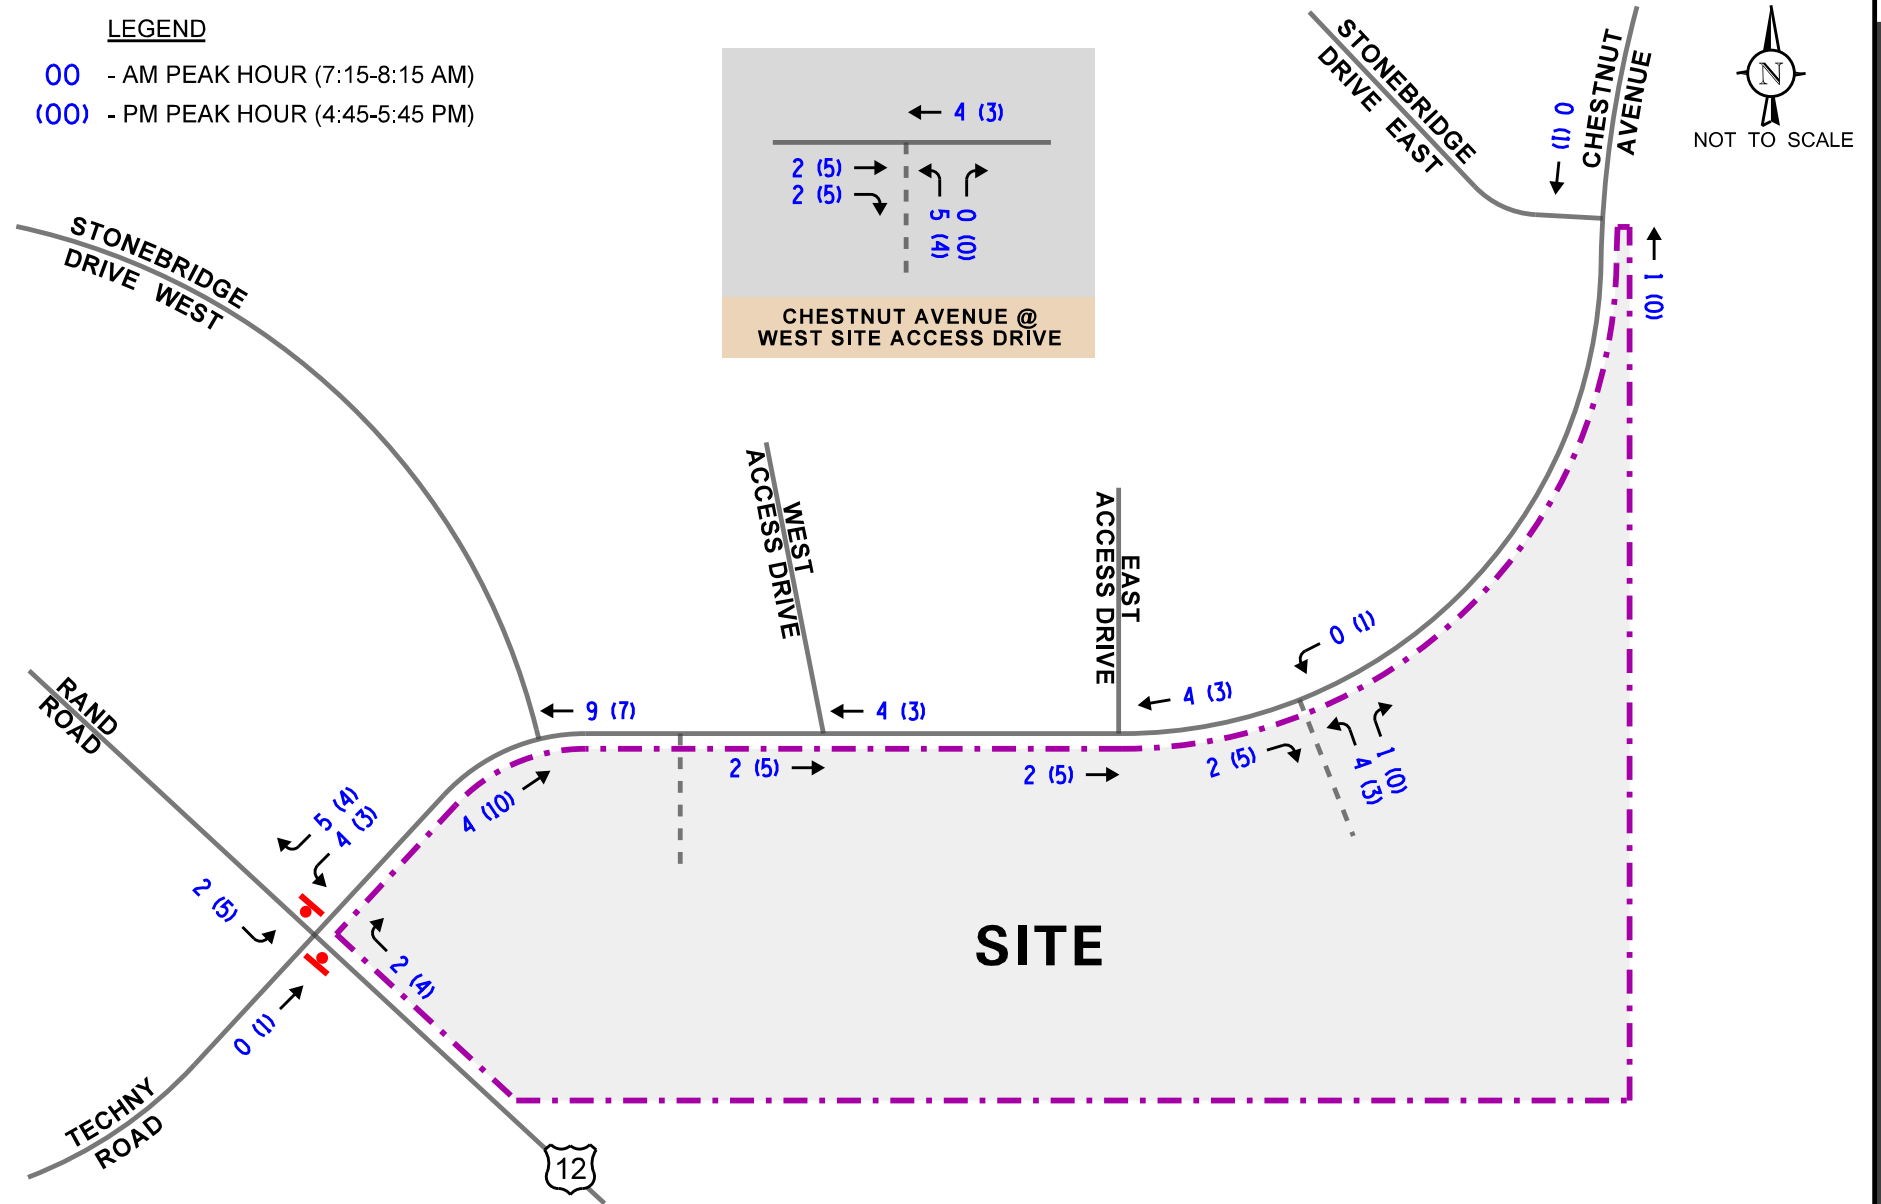 LEGEND
00 - AM PEAK HOUR (7:15-8:15 AM)
(00) - PM PEAK HOUR (4:45-5:45 PM)
4 (3)
2 (5)
2 (5)
5 (4)
0 (0)
CHESTNUT AVENUE @
WEST SITE ACCESS DRIVE
STONEBRIDGE
DRIVE EAST
CHESTNUT
AVENUE
0 (1)
N
NOT TO SCALE
1 (0)
STONEBRIDGE
DRIVE WEST
WEST
ACCESS DRIVE
EAST
ACCESS DRIVE
0 (1)
4 (3)
4 (3)
9 (7)
RAND
ROAD
2 (5)
2 (5)
2 (5)
1 (0)
4 (3)
4 (10)
5 (4)
4 (3)
2 (5)
2 (4)
0 (1)
SITE
TECHNY
ROAD
12